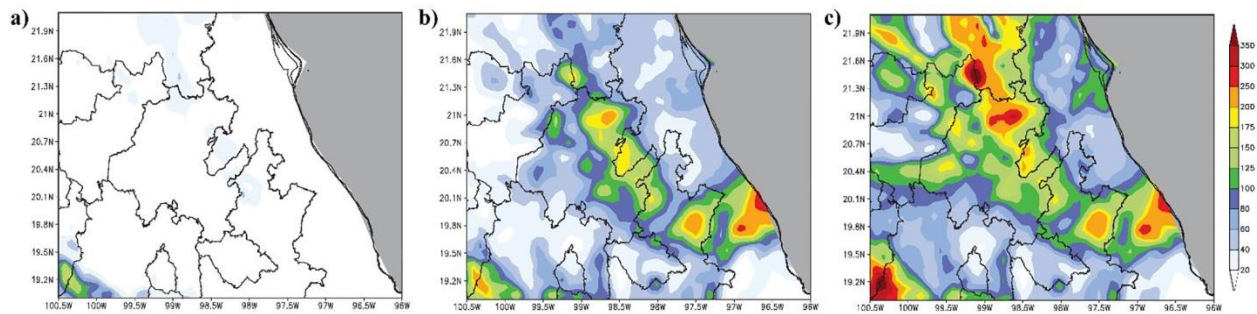 a)
21.9N
21.6N
21.3N
21N
20.7N
20.4N
20.1N
19.8N
19.5N
19.2N
100.5W 100W 99.5W 99W 98.5W 98W 97.5W 97W 96.5W 96W
b)
21.9N
21.6N
21.3N
21N
20.7N
20.4N
20.1N
19.8N
19.5N
19.2N
100.5W 100W 99.5W 99W 98.5W 98W 97.5W 97W 96.5W 96W
c)
21.9N
21.6N
21.3N
21N
20.7N
20.4N
20.1N
19.8N
19.5N
19.2N
100.5W 100W 99.5W 99W 98.5W 98W 97.5W 97W 96.5W 96W
350
300
250
200
175
150
125
100
80
60
40
20